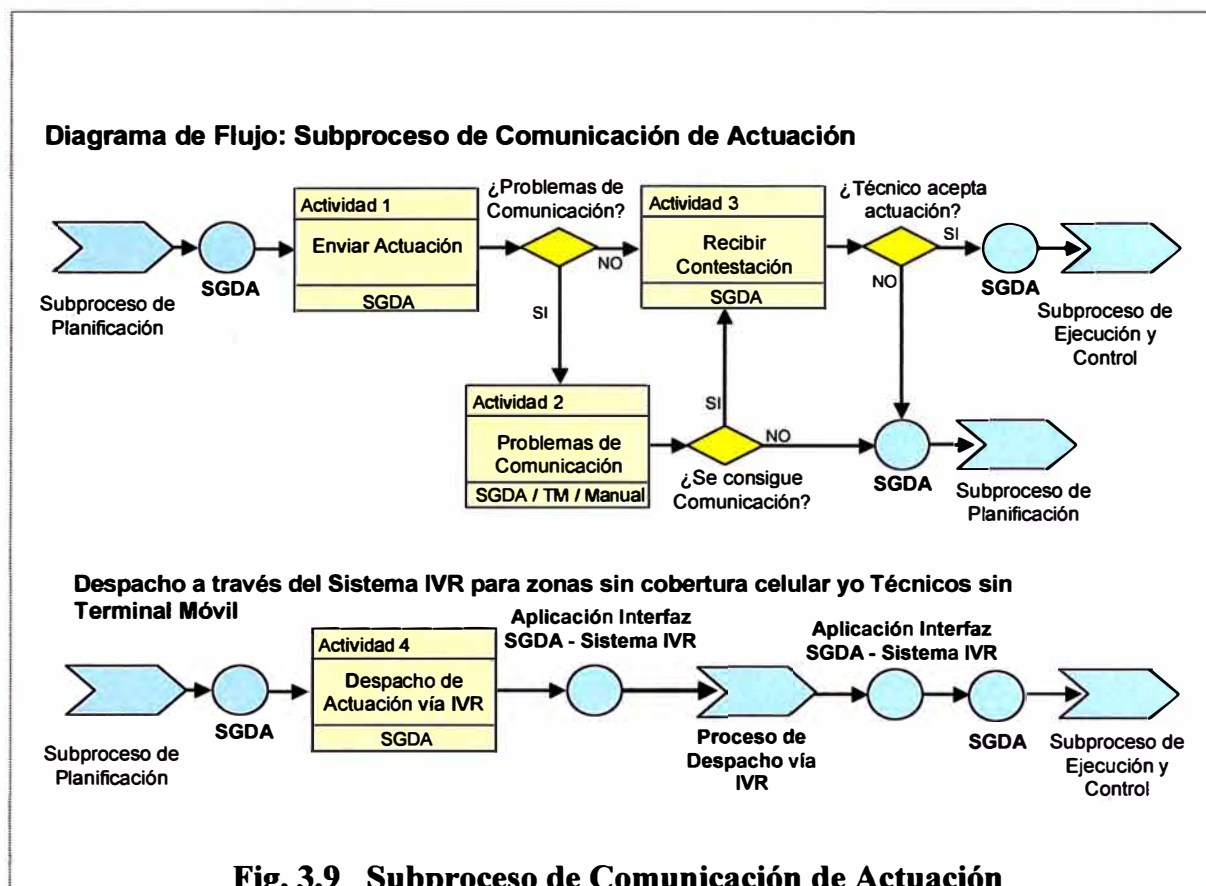 Diagrama de Flujo: Subproceso de Comunicación de Actuación
Subproceso de
Planificación
SGDA
Actividad 1
Enviar Actuación
SGDA
¿Problemas de
Comunicación?
NO
SI
Actividad 3
Recibir
Contestación
SGDA
¿Técnico acepta
actuación?
SI
NO
SGDA
Subproceso de
Ejecución y
Control
Actividad 2
Problemas de
Comunicación
SGDA / TM / Manual
SI
NO
¿Se consigue
Comunicación?
SGDA
Subproceso de
Planificación
Despacho a través del Sistema IVR para zonas sin cobertura celular yo Técnicos sin
Terminal Móvil
Subproceso de
Planificación
SGDA
Actividad 4
Despacho de
Actuación vía IVR
SGDA
Aplicación Interfaz
SGDA - Sistema IVR
Proceso de
Despacho vía
IVR
Aplicación Interfaz
SGDA - Sistema IVR
SGDA
Subproceso de
Ejecución y
Control
Fig. 3.9 Subproceso de Comunicación de Actuación